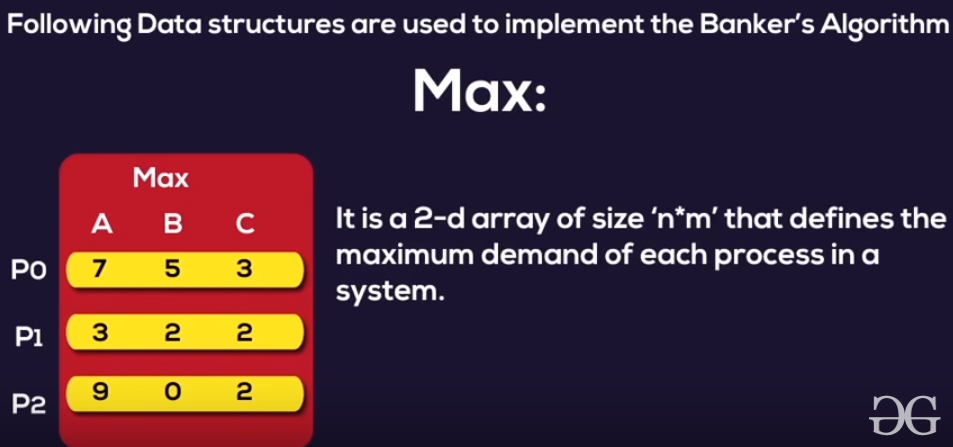 Following Data structures are used to implement the Banker's Algorithm
Max:
Max
A B C
P0 7 5 3
P1 3 2 2
P2 9 0 2
It is a 2-d array of size 'n*m' that defines the
maximum demand of each process in a
system.
GG